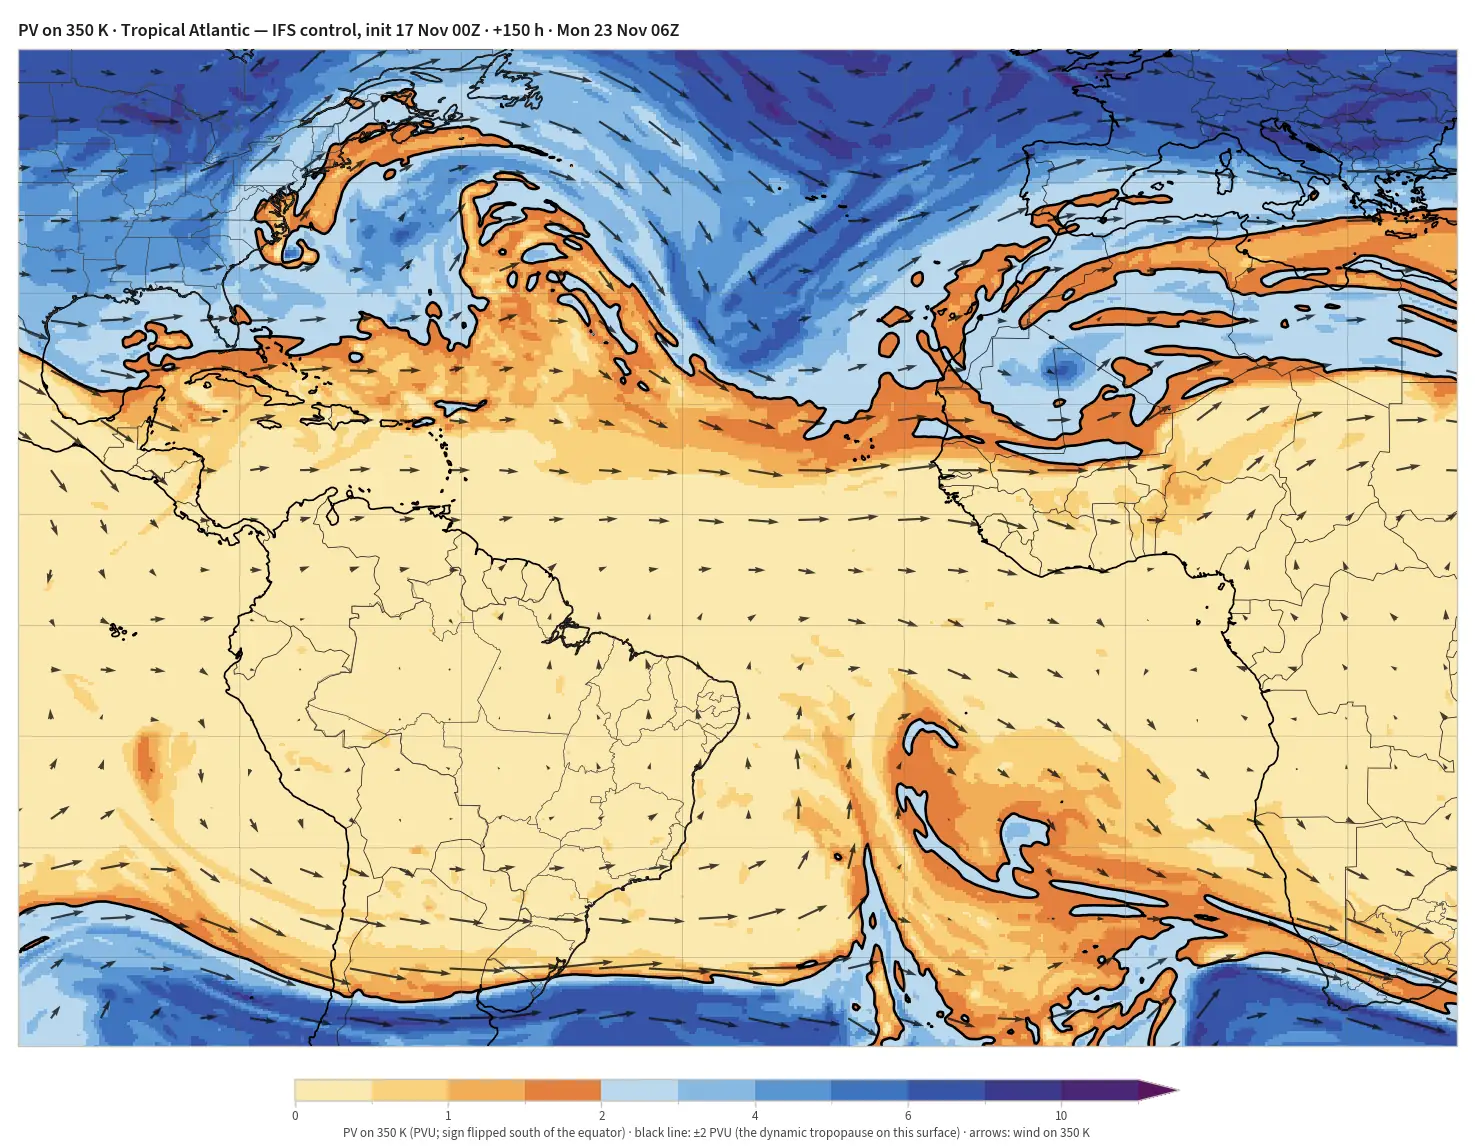 PV on 350 K · Tropical Atlantic — IFS control, init 17 Nov 00Z · +150 h · Mon 23 Nov 06Z
0 1 2 4 6 10
PV on 350 K (PVU; sign flipped south of the equator) · black line: ±2 PVU (the dynamic tropopause on this surface) · arrows: wind on 350 K